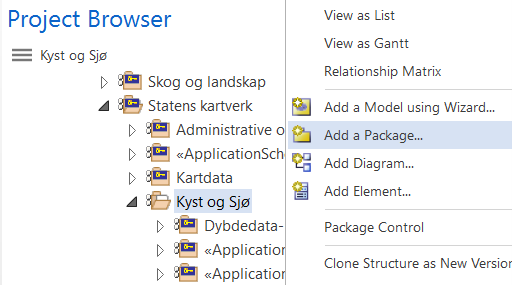 Project Browser
Kyst og Sjø
Skog og landskap
Statens kartverk
Administrative o
«ApplicationSch
Kartdata
Kyst og Sjø
Dybdedata-
«Application
«Application
View as List
View as Gantt
Relationship Matrix
Add a Model using Wizard...
Add a Package...
Add Diagram...
Add Element...
Package Control
Clone Structure as New Version